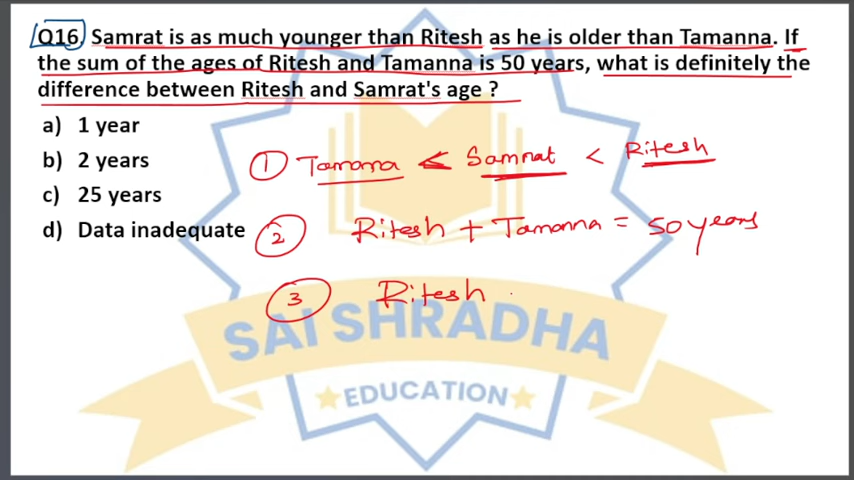 Q16. Samrat is as much younger than Ritesh as he is older than Tamanna. If
the sum of the ages of Ritesh and Tamanna is 50 years, what is definitely the
difference between Ritesh and Samrat's age ?
a) 1 year
b) 2 years
c) 25 years
d) Data inadequate
① Tamanna < Samrat < Ritesh
② Ritesh + Tamanna = 50 years
③ Ritesh
SAI SHRADHA
EDUCATION